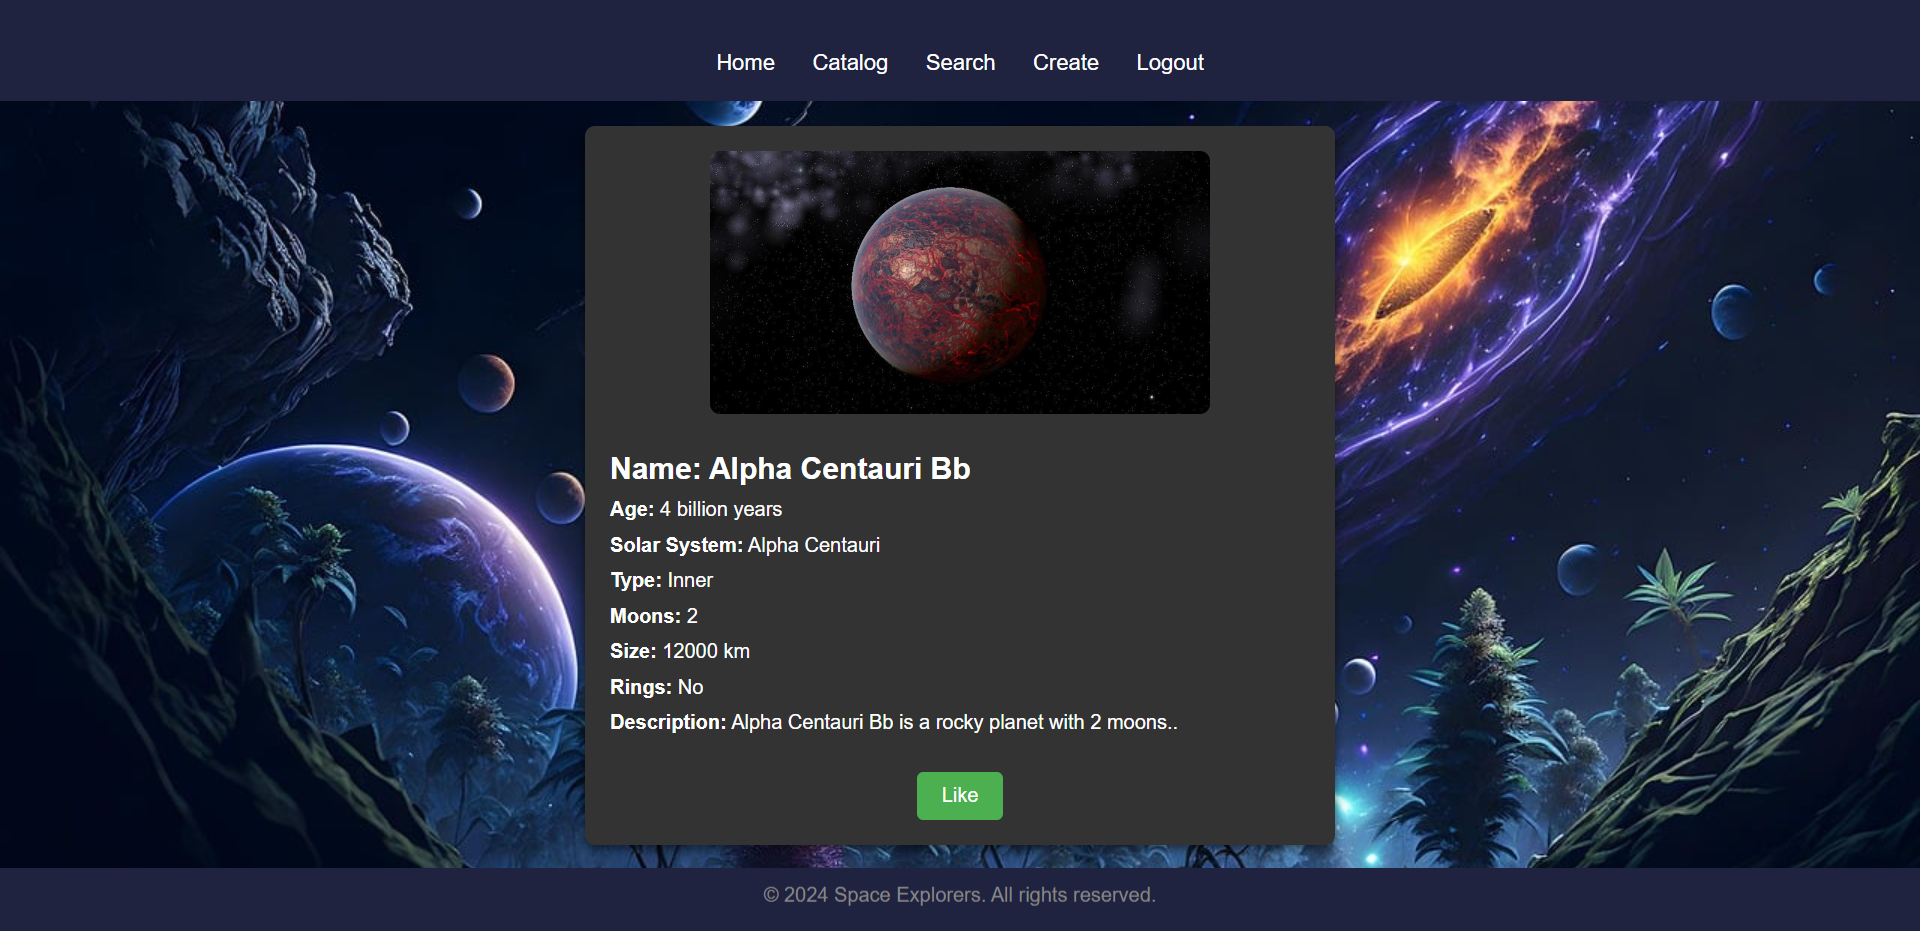 Home Catalog Search Create Logout
Name: Alpha Centauri Bb
Age: 4 billion years
Solar System: Alpha Centauri
Type: Inner
Moons: 2
Size: 12000 km
Rings: No
Description: Alpha Centauri Bb is a rocky planet with 2 moons..
Like
© 2024 Space Explorers. All rights reserved.